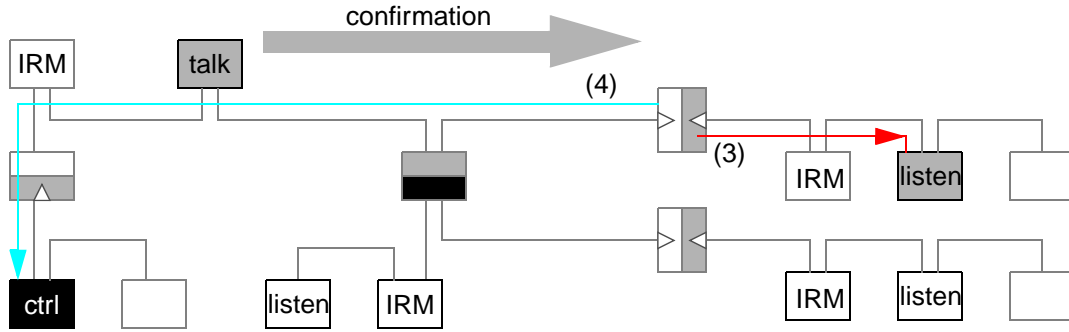 confirmation
IRM
talk
(4)
(3)
IRM
listen
ctrl
listen
IRM
IRM
listen